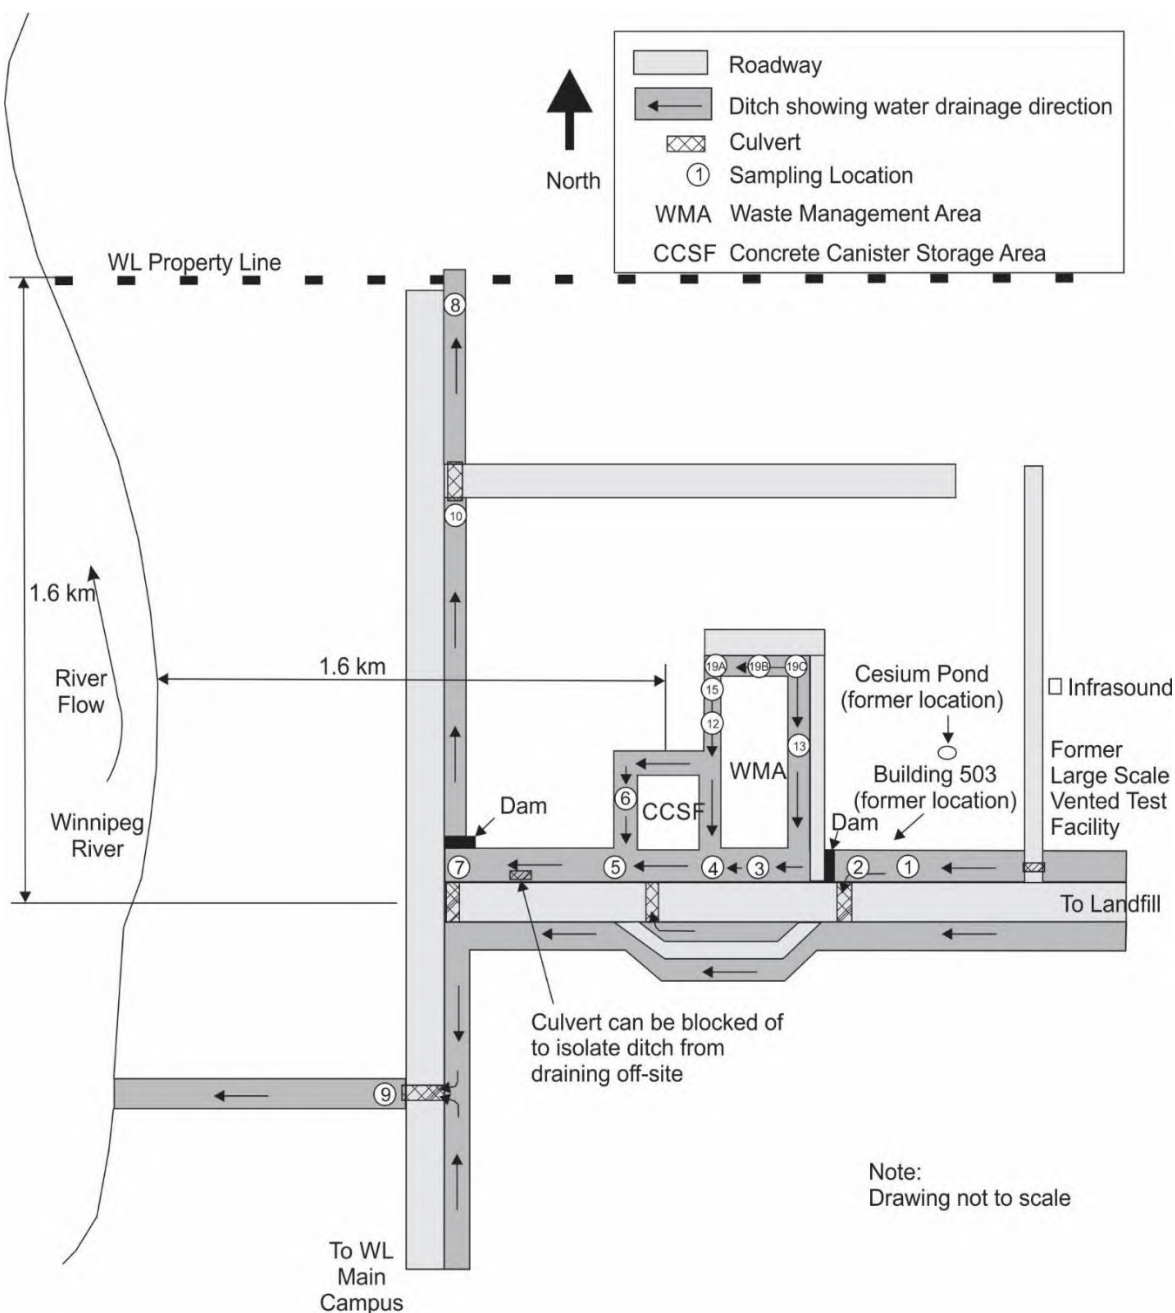 Roadway
Ditch showing water drainage direction
Culvert
1 Sampling Location
WMA Waste Management Area
CCSF Concrete Canister Storage Area
North
WL Property Line
8
10
1.6 km
1.6 km
River
Flow
Winnipeg
River
19A
19B
19C
15
12
13
WMA
6
CCSF
Cesium Pond
(former location)
Building 503
(former location)
Infrasound
Former
Large Scale
Vented Test
Facility
Dam
Dam
7
5
4
3
2
1
To Landfill
Culvert can be blocked of
to isolate ditch from
draining off-site
9
Note:
Drawing not to scale
To WL
Main
Campus